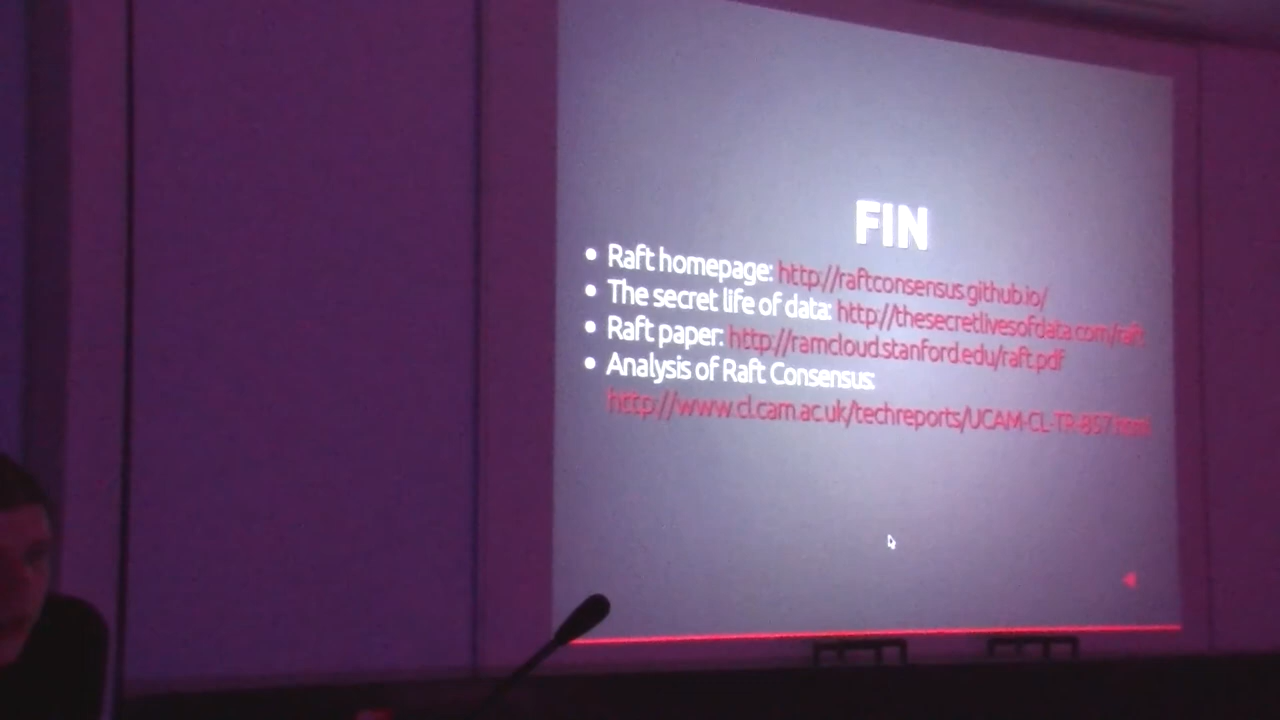 FIN
• Raft homepage: http://raftconsensus.github.io/
• The secret life of data: http://thesecretlivesofdata.com/raft
• Raft paper: http://ramcloud.stanford.edu/raft.pdf
• Analysis of Raft Consensus:
http://www.cl.cam.ac.uk/techreports/UCAM-CL-TR-857.html